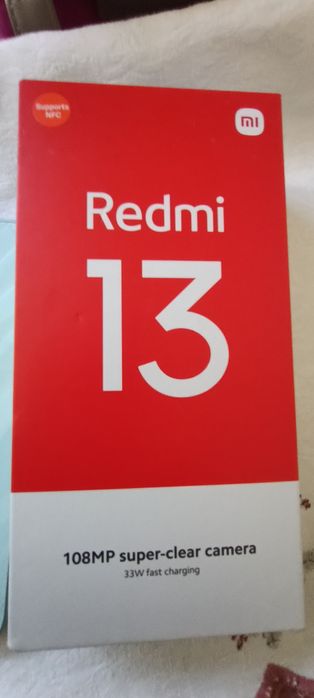 Supports
NFC
mi
Redmi
13
108MP super-clear camera
33W fast charging